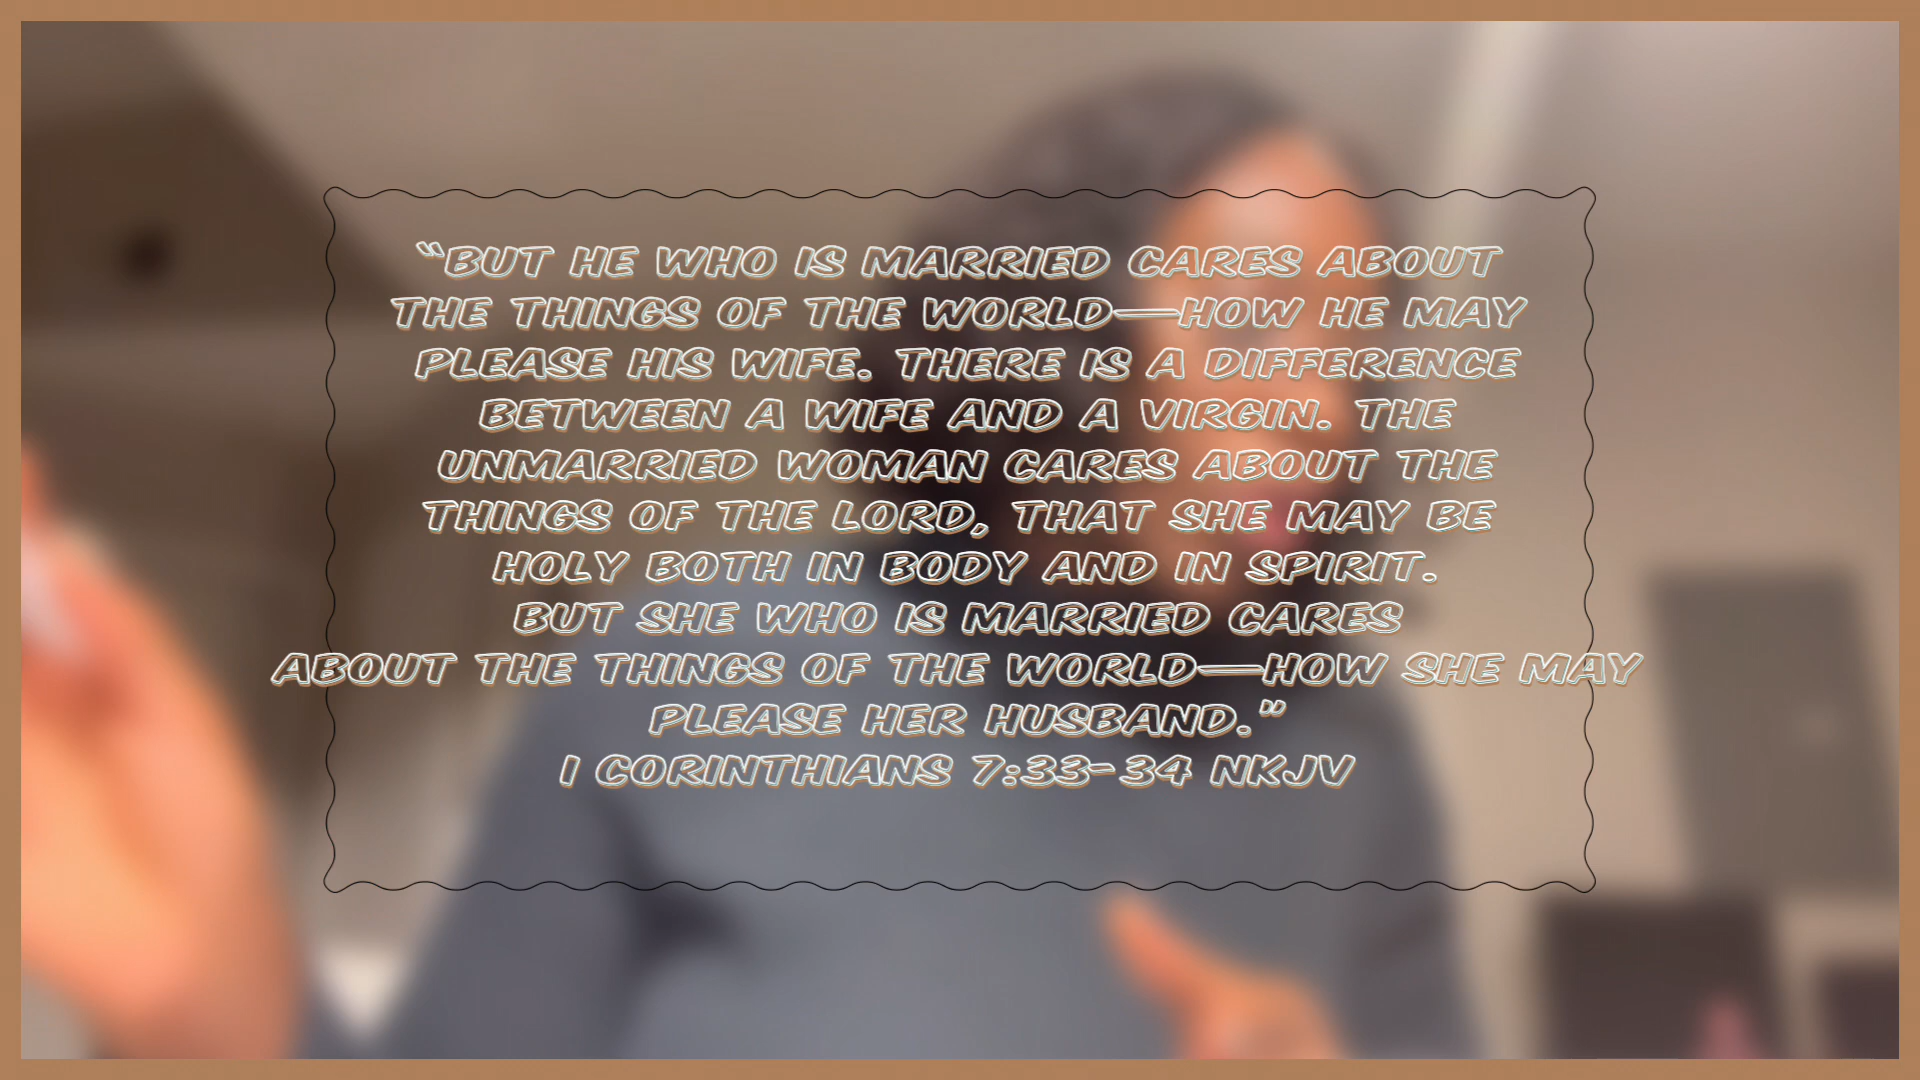 “BUT HE WHO IS MARRIED CARES ABOUT
THE THINGS OF THE WORLD—HOW HE MAY
PLEASE HIS WIFE. THERE IS A DIFFERENCE
BETWEEN A WIFE AND A VIRGIN. THE
UNMARRIED WOMAN CARES ABOUT THE
THINGS OF THE LORD, THAT SHE MAY BE
HOLY BOTH IN BODY AND IN SPIRIT.
BUT SHE WHO IS MARRIED CARES
ABOUT THE THINGS OF THE WORLD—HOW SHE MAY
PLEASE HER HUSBAND.”
I CORINTHIANS 7:33-34 NKJV